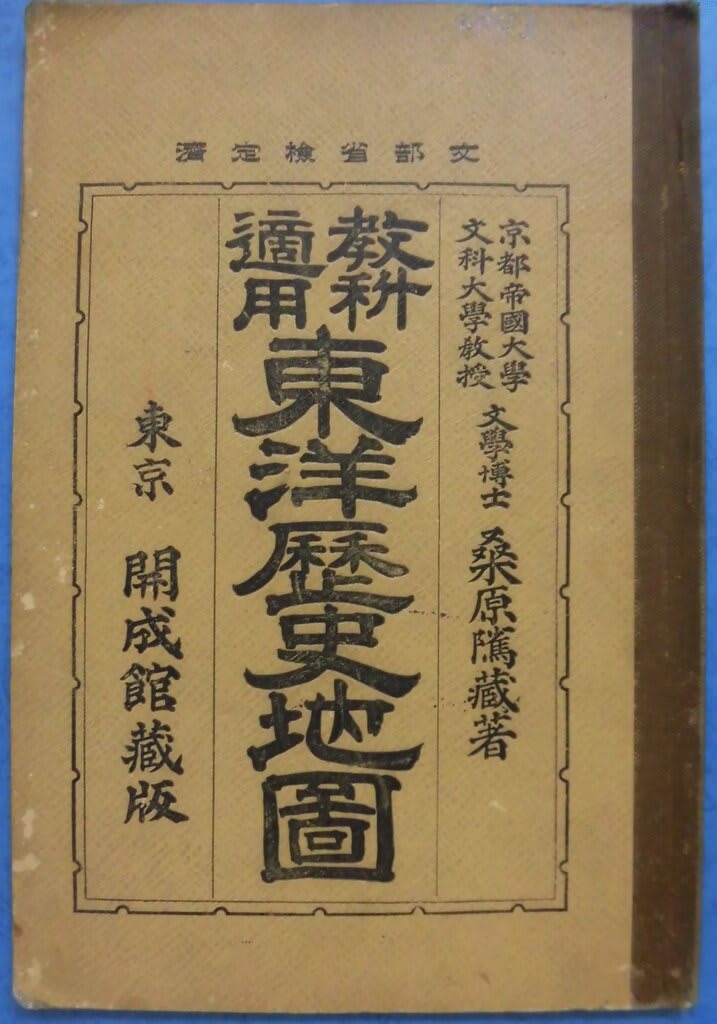 文部省檢定濟
京都帝國大學
文科大學教授
文學博士 桑原隲藏著
教科
適用
東洋歷史地圖
東京 開成館藏版